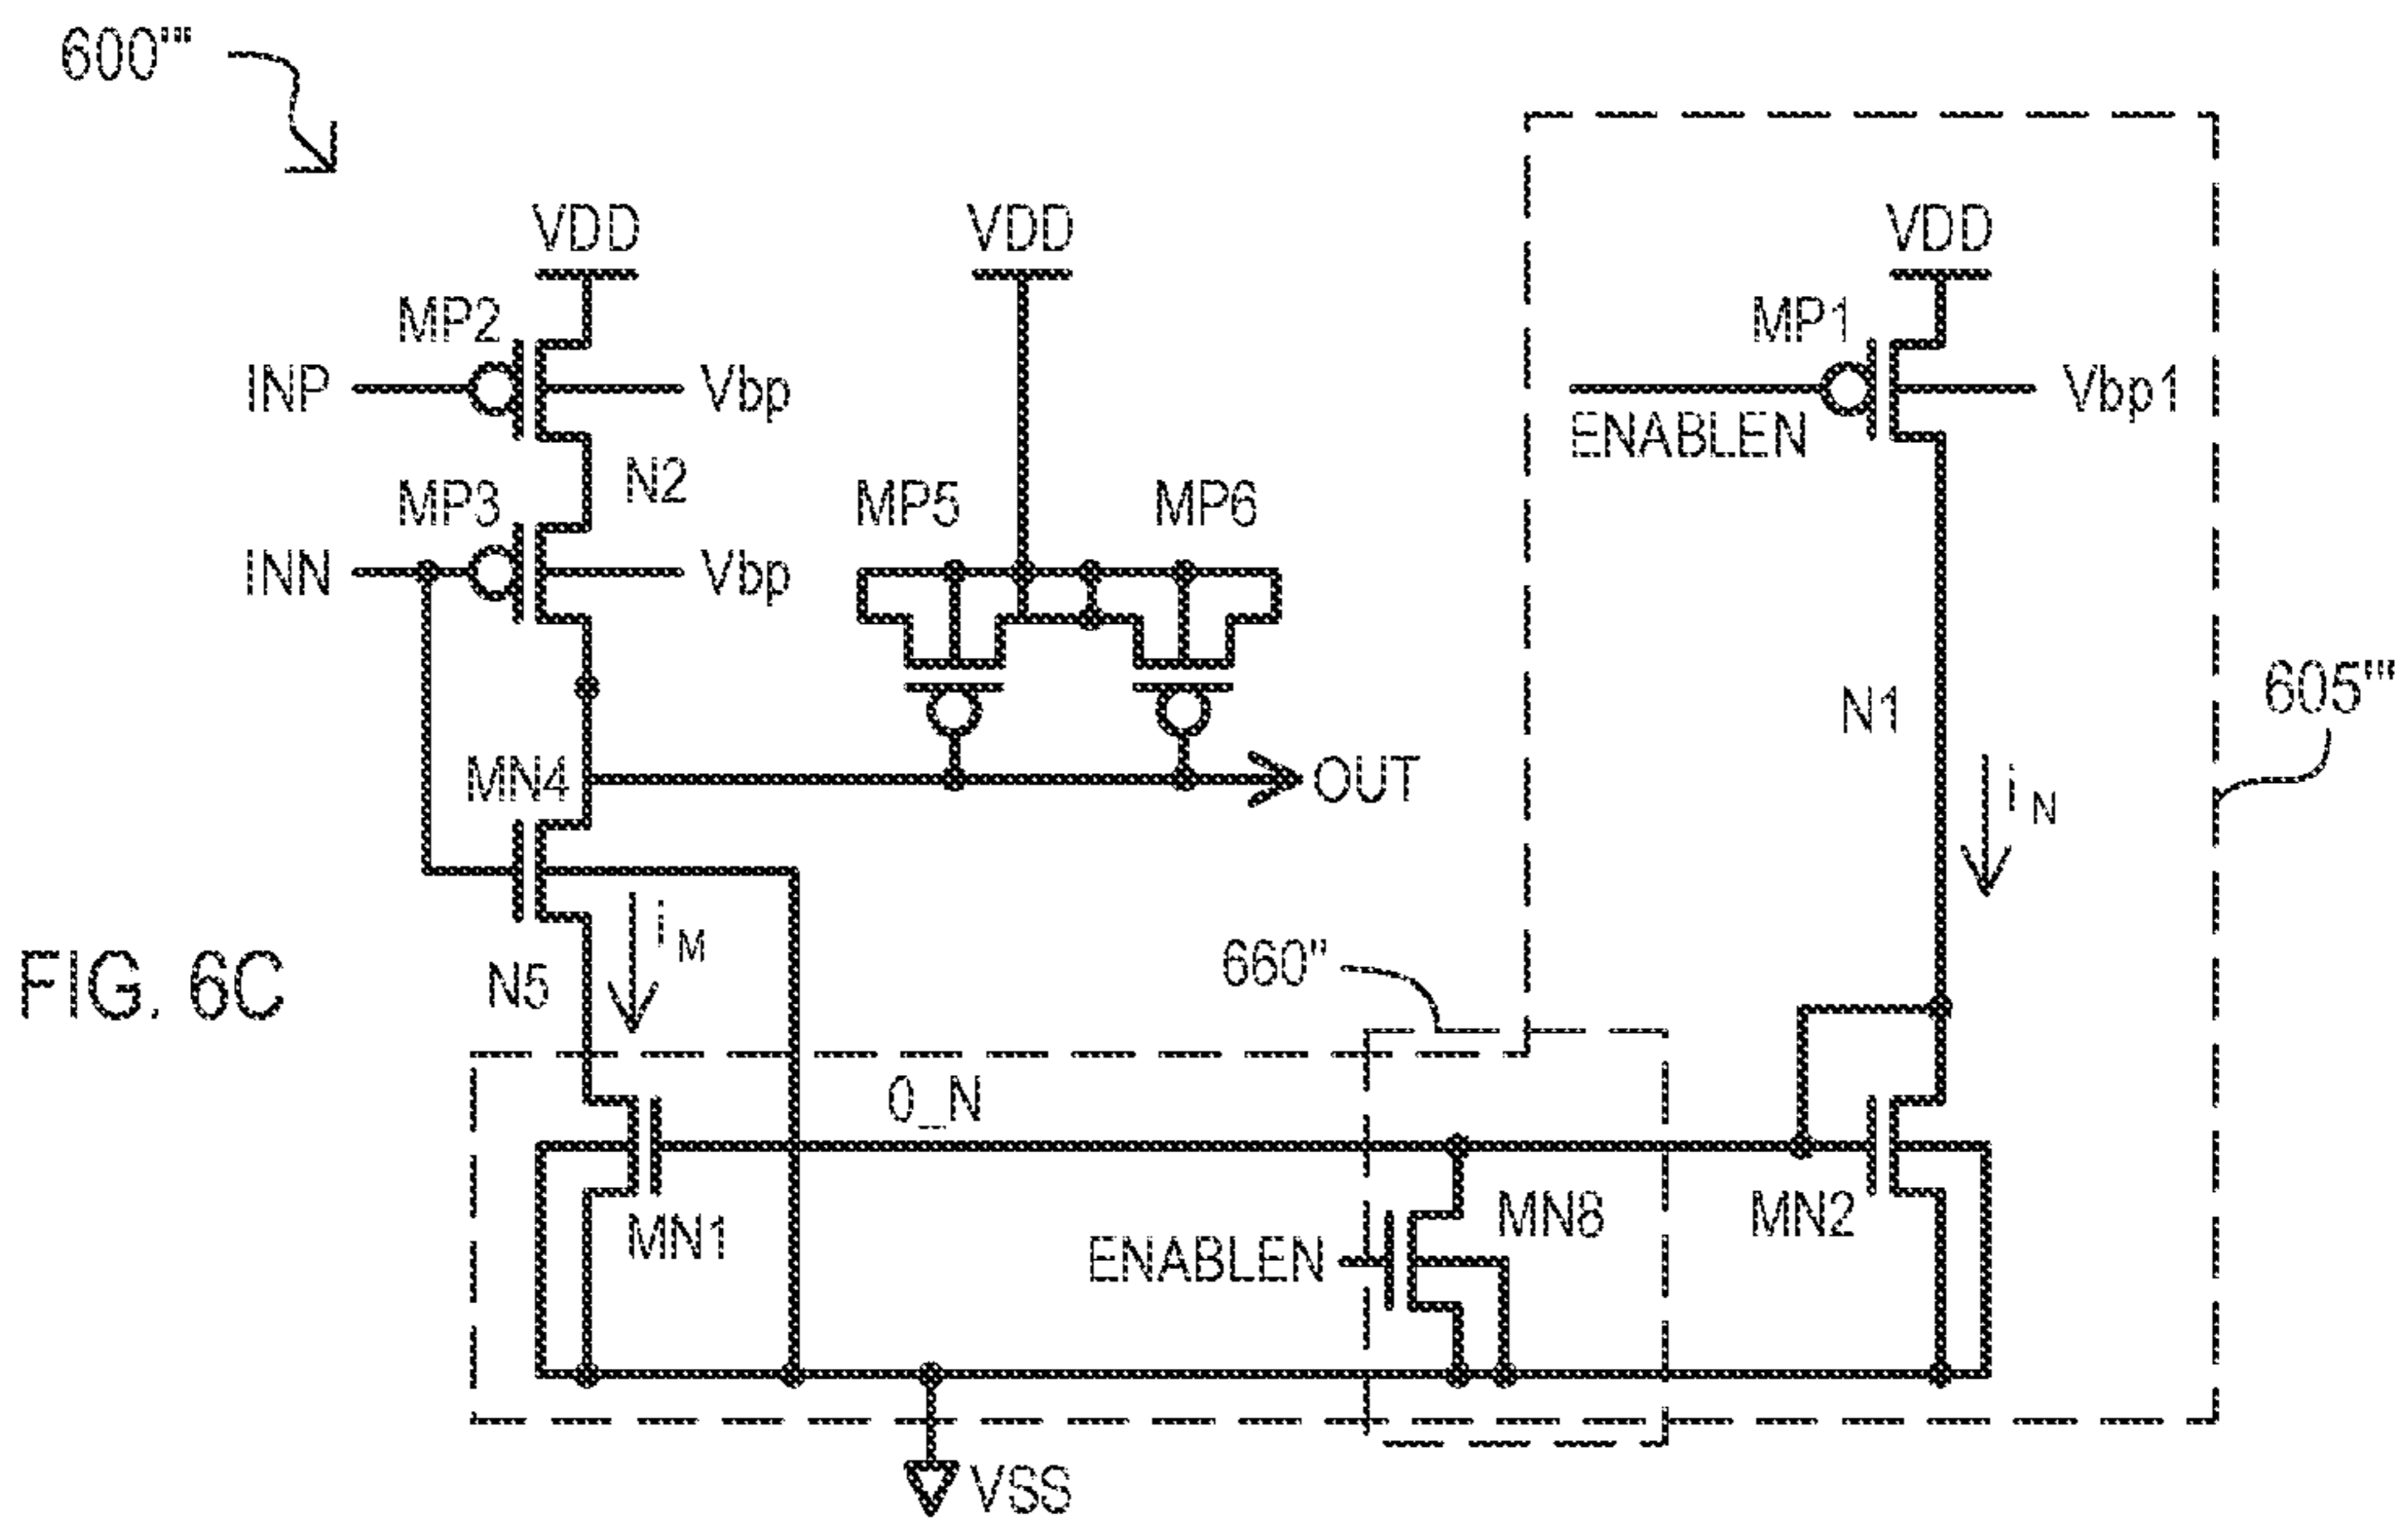 600'''
VDD
VDD
VDD
MP2
MP1
INP
Vbp
Vbp1
ENABLEN
N2
MP3
MP5
MP6
INN
Vbp
605'''
N1
MN4
OUT
iN
iM
660''
N5
FIG. 6C
0_N
MN1
MN8
MN2
ENABLEN
VSS